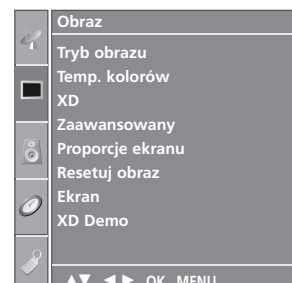 Obraz
Tryb obrazu
Temp. kolorów
XD
Zaawansowany
Proporcje ekranu
Resetuj obraz
Ekran
XD Demo
▲▼ ◄► OK MENU